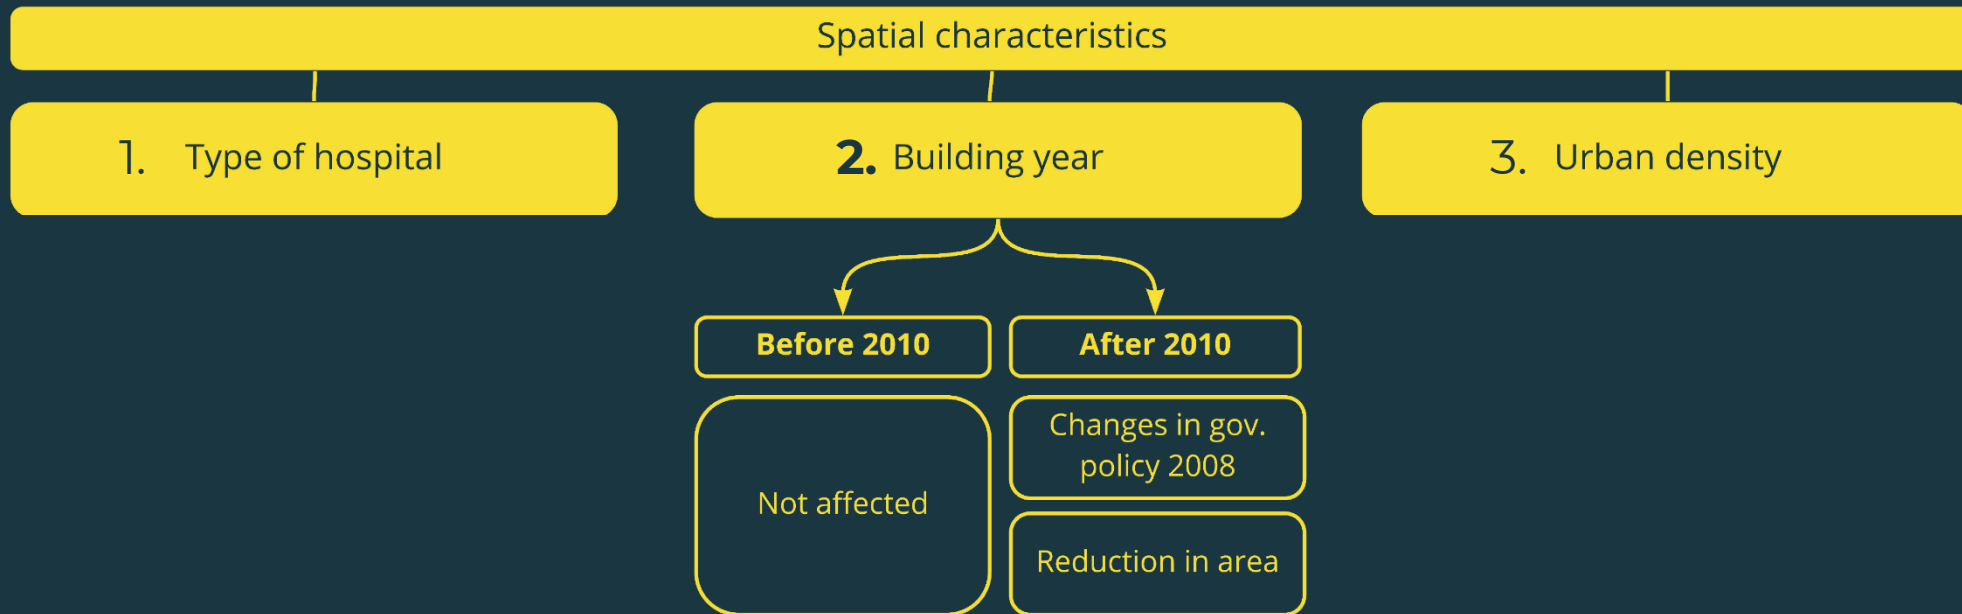 Spatial characteristics
1. Type of hospital
2. Building year
3. Urban density
Before 2010
After 2010
Not affected
Changes in gov.
policy 2008
Reduction in area